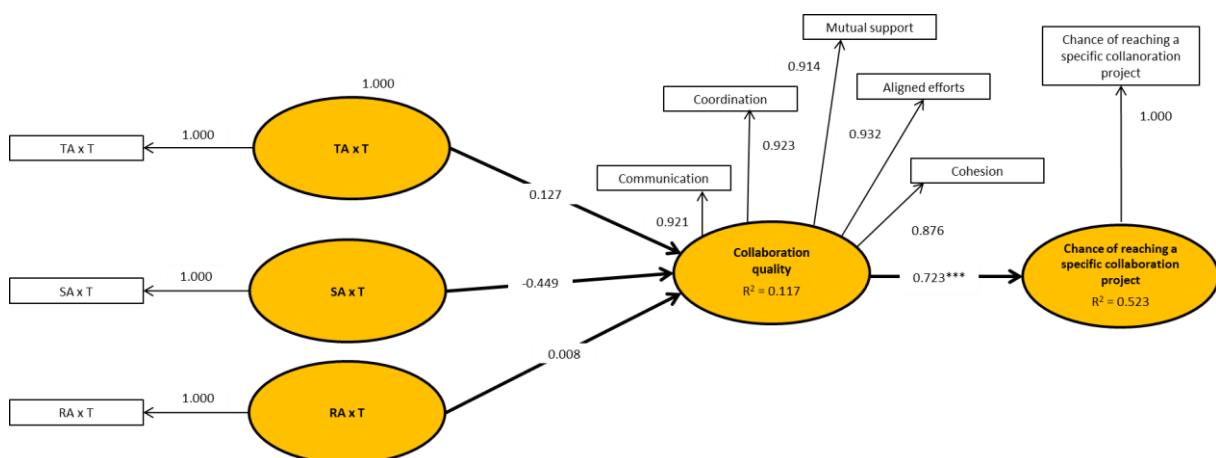 Mutual support
Chance of reaching a
specific collanoration
project
1.000
0.914
Coordination
Aligned efforts
1.000
1.000
TA x T
TA x T
0.923
0.932
Communication
Cohesion
0.127
0.921
0.876
1.000
SA x T
SA x T
-0.449
Collaboration
quality
R² = 0.117
0.723***
Chance of reaching a
specific collaboration
project
R² = 0.523
0.008
1.000
RA x T
RA x T